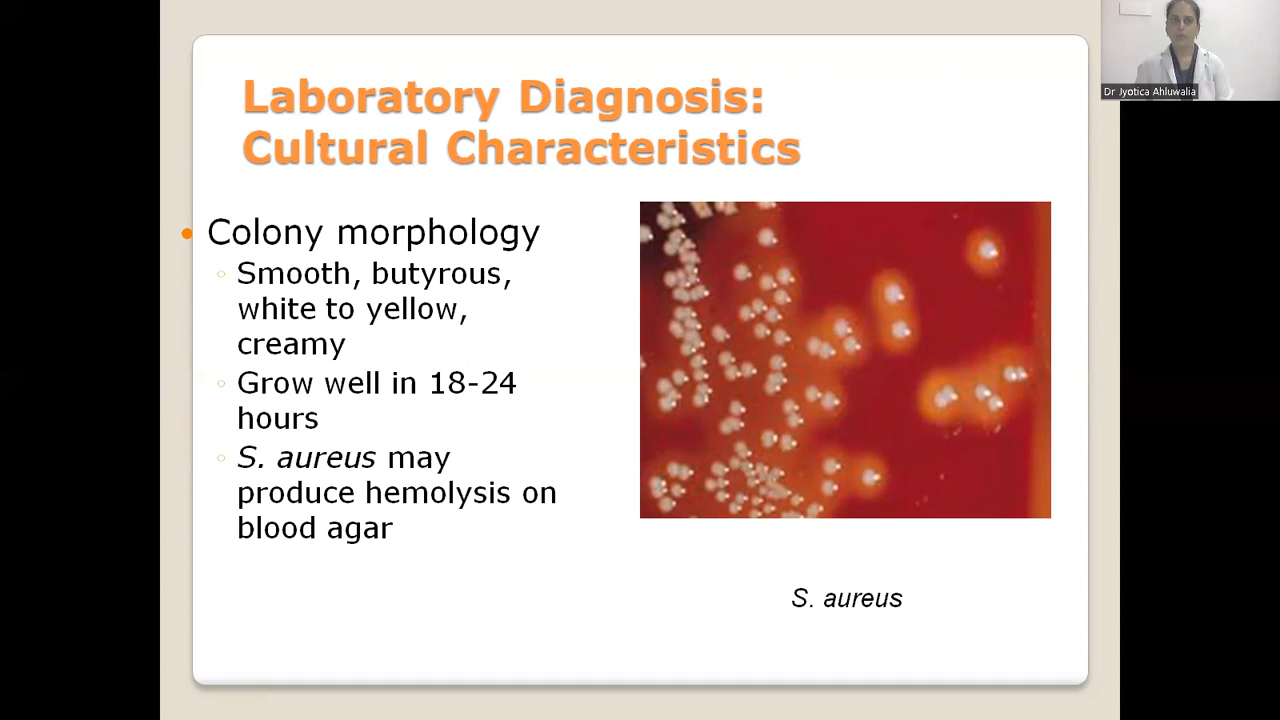 Laboratory Diagnosis:
Cultural Characteristics
Colony morphology
Smooth, butyrous,
white to yellow,
creamy
Grow well in 18-24
hours
S. aureus may
produce hemolysis on
blood agar
S. aureus
Dr Jyotica Ahluwalia